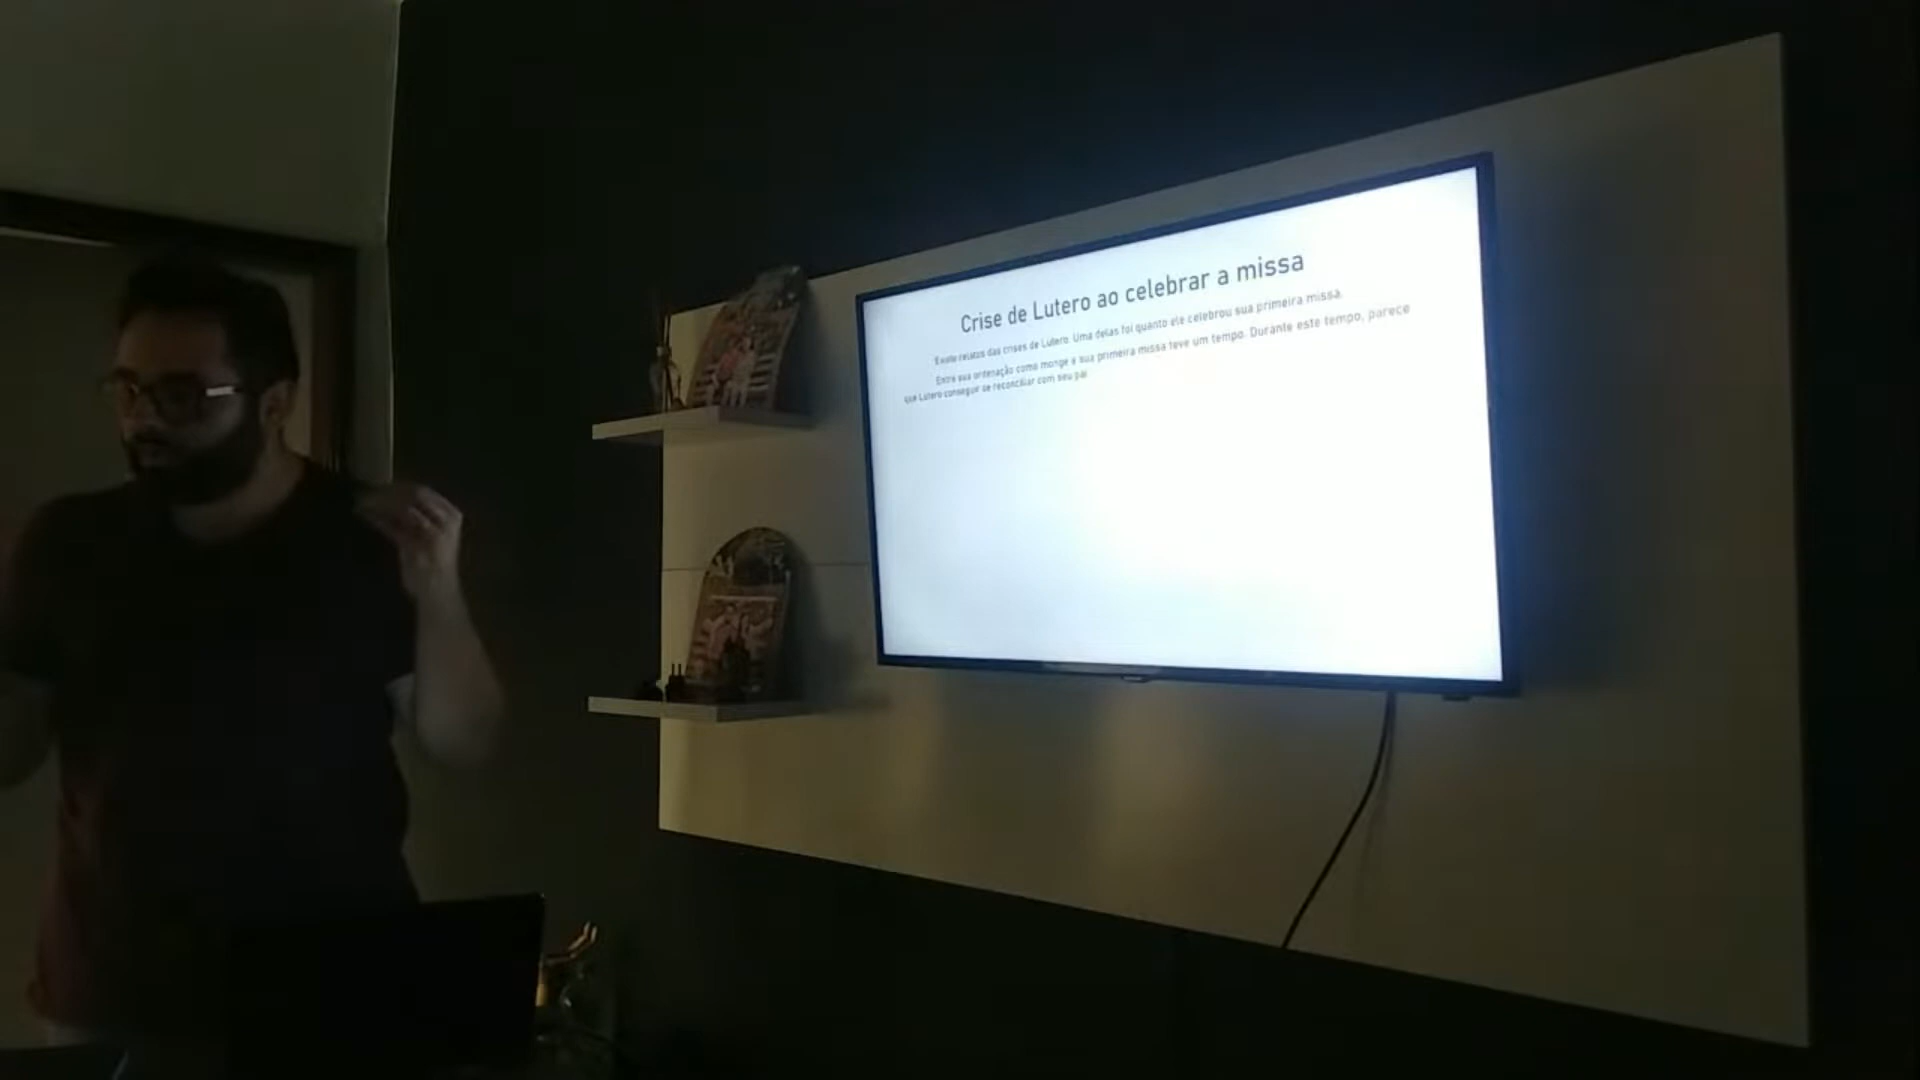 Crise de Lutero ao celebrar a missa
Existe relatos das crises de Lutero. Uma delas foi quanto ele celebrou sua primeira missa.
Entre sua ordenação como monge a sua primeira missa teve um tempo. Durante este tempo, parece
que Lutero conseguir se reconciliar com seu pai